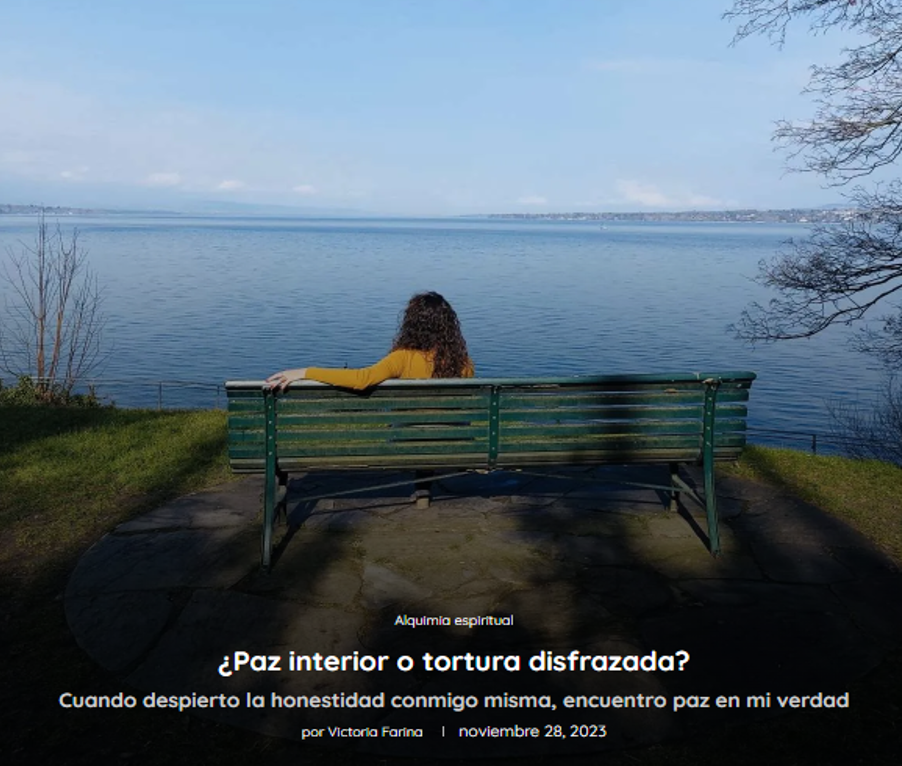 Alquimia espiritual
¿Paz interior o tortura disfrazada?
Cuando despierto la honestidad conmigo misma, encuentro paz en mi verdad
por Victoria Farina | noviembre 28, 2023